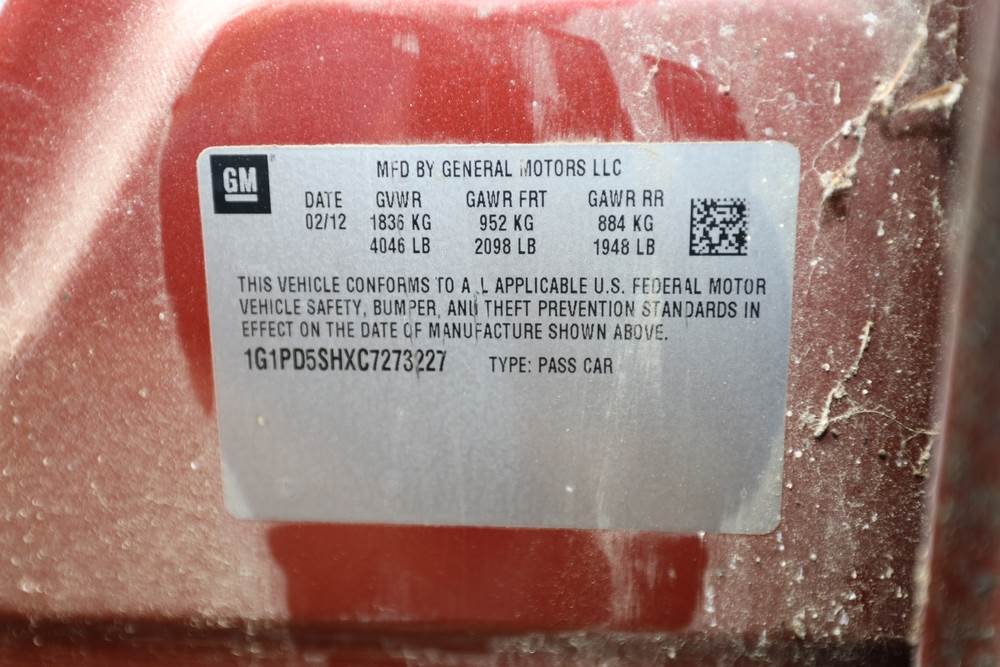 GM
MFD BY GENERAL MOTORS LLC
DATE GVWR GAWR FRT GAWR RR
02/12 1836 KG 952 KG 884 KG
4046 LB 2098 LB 1948 LB
THIS VEHICLE CONFORMS TO ALL APPLICABLE U.S. FEDERAL MOTOR
VEHICLE SAFETY, BUMPER, AND THEFT PREVENTION STANDARDS IN
EFFECT ON THE DATE OF MANUFACTURE SHOWN ABOVE.
1G1PD5SHXC7273227 TYPE: PASS CAR